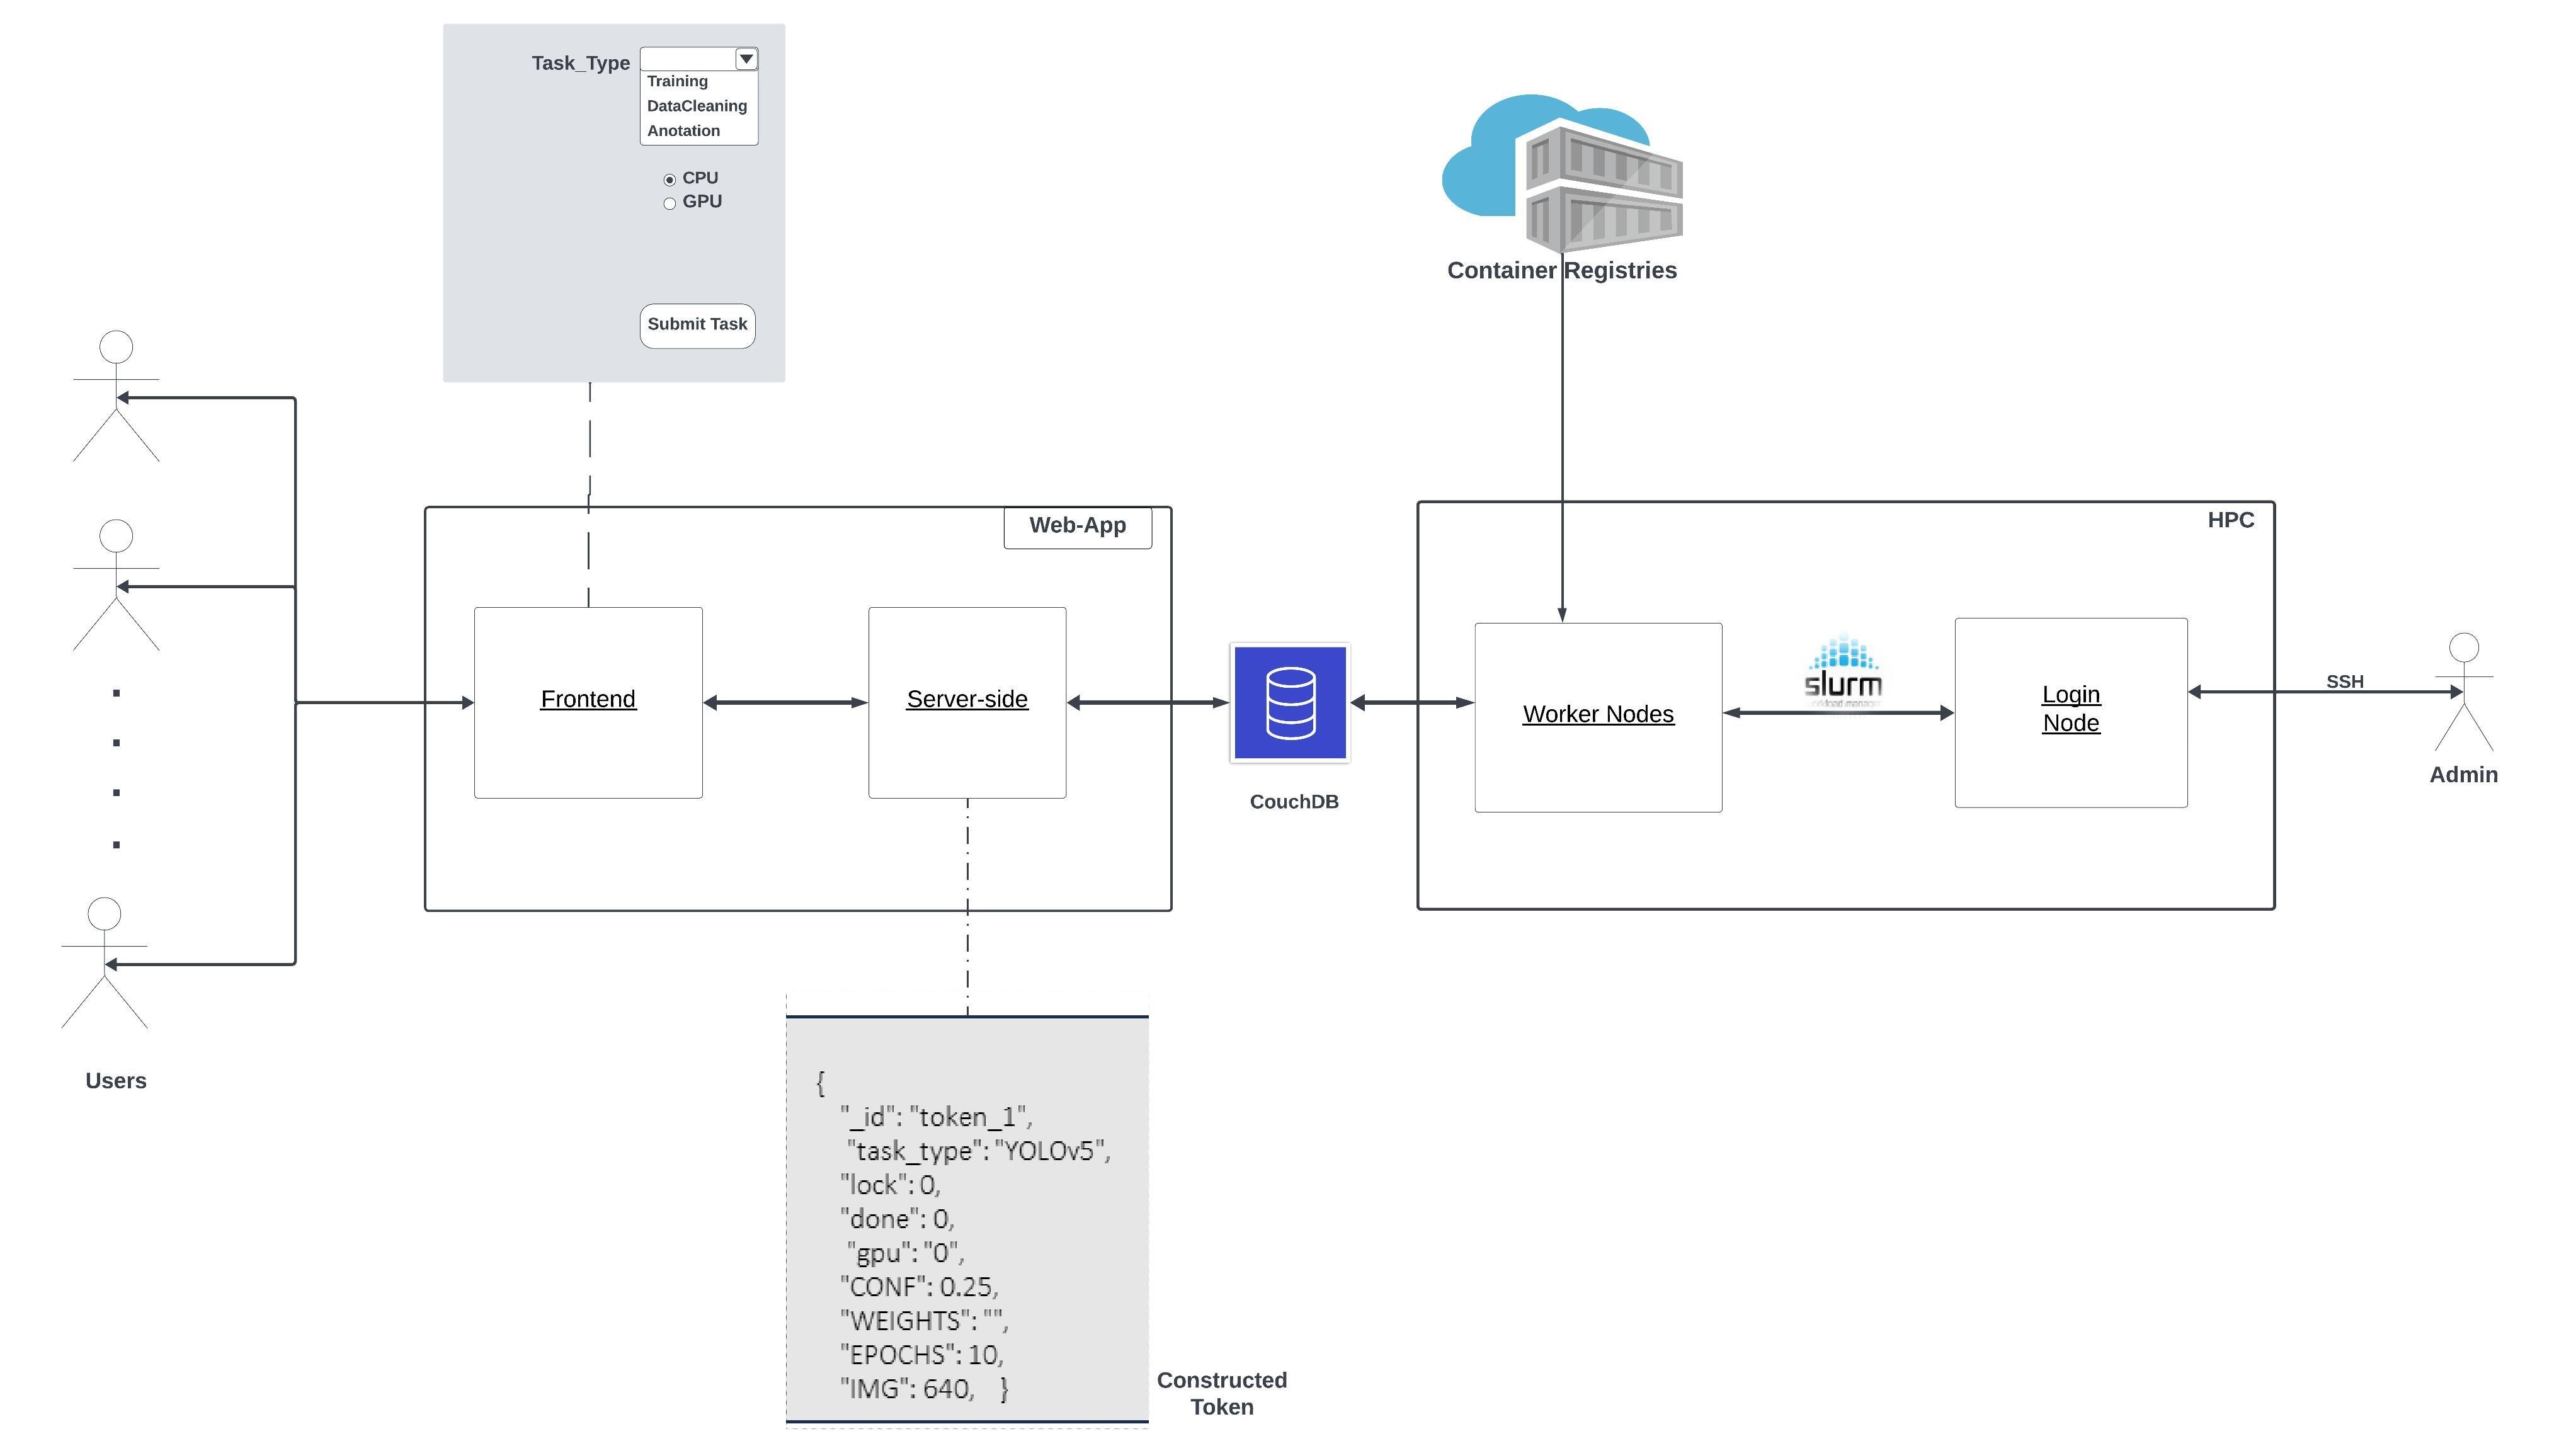 Task_Type
Training
DataCleaning
Anotation
CPU
GPU
Submit Task
Container Registries
Web-App
HPC
Frontend
Server-side
CouchDB
Worker Nodes
slurm
Login
Node
SSH
Admin
Users
{
"_id": "token_1",
"task_type": "YOLOv5",
"lock": 0,
"done": 0,
"gpu": "0",
"CONF": 0.25,
"WEIGHTS": "",
"EPOCHS": 10,
"IMG": 640, }
Constructed
Token